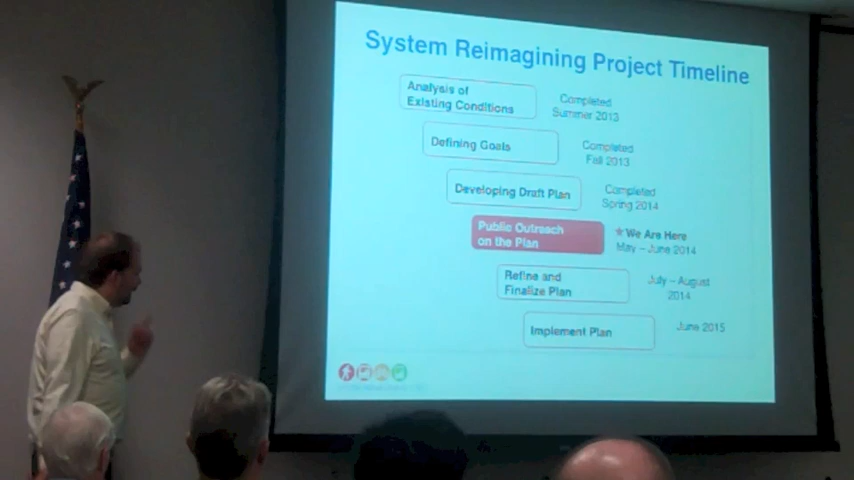 System Reimagining Project Timeline
Analysis of
Existing Conditions
Completed
Summer 2013
Defining Goals
Completed
Fall 2013
Developing Draft Plan
Completed
Spring 2014
Public Outreach
on the Plan
★We Are Here
May – June 2014
Refine and
Finalize Plan
July – August
2014
Implement Plan
June 2015